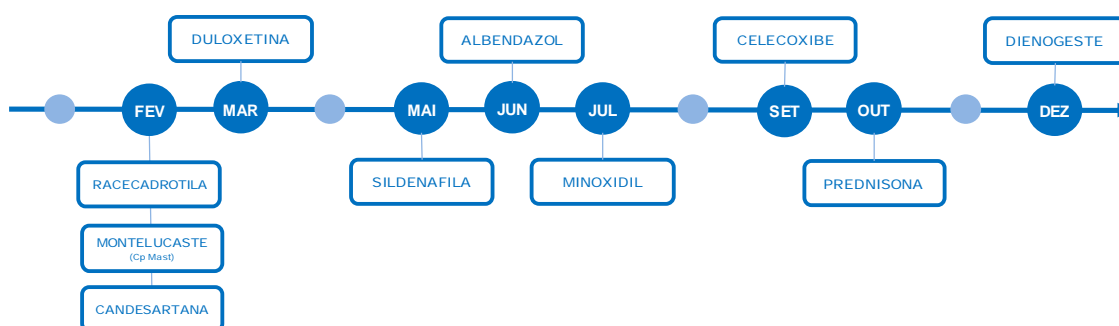 DULOXETINA
ALBENDAZOL
CELECOXIBE
DIENOGESTE
FEV
MAR
MAI
JUN
JUL
SET
OUT
DEZ
RACECADROTILA
SILDENAFILA
MINOXIDIL
PREDNISONA
MONTELUCASTE
(Cp Mast)
CANDESARTANA